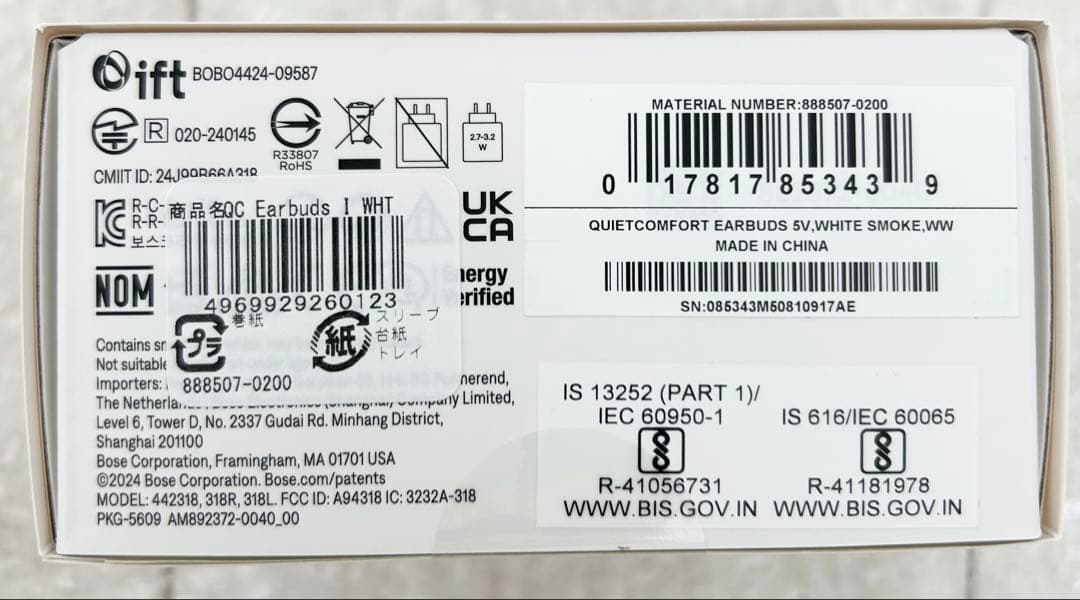 ift BOBO4424-09587
R 020-240145
R33807
RoHS
2.7-3.2
W
CMIIT ID: 24J99R66A318
R-C-
R-R-
보스코
商品名QC Earbuds I WHT
4969929260123
UK
CA
NOM
nergy
erified
プラ
巻紙
紙
スリーブ
台紙
トレイ
888507-0200
Contains sm
Not suitable
Importers:
merend,
The Netherlan
Company Limited,
Level 6, Tower D, No. 2337 Gudai Rd. Minhang District,
Shanghai 201100
Bose Corporation, Framingham, MA 01701 USA
©2024 Bose Corporation. Bose.com/patents
MODEL: 442318, 318R, 318L. FCC ID: A94318 IC: 3232A-318
PKG-5609 AM892372-0040_00
MATERIAL NUMBER:888507-0200
0 17817 85343 9
QUIETCOMFORT EARBUDS 5V,WHITE SMOKE,WW
MADE IN CHINA
SN:085343M50810917AE
IS 13252 (PART 1)/
IEC 60950-1
R-41056731
WWW.BIS.GOV.IN
IS 616/IEC 60065
R-41181978
WWW.BIS.GOV.IN